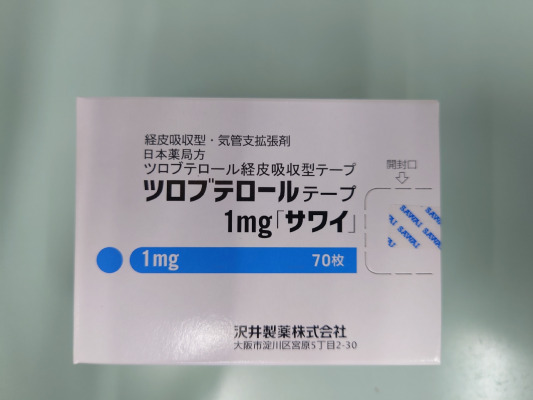 経皮吸収型・気管支拡張剤
日本薬局方
ツロブテロール経皮吸収型テープ
ツロブテロールテープ
1mg「サワイ」
1mg 70枚
開封口
SAWAI
SAWAI
SAWAI
沢井製薬株式会社
大阪市淀川区宮原5丁目2-30